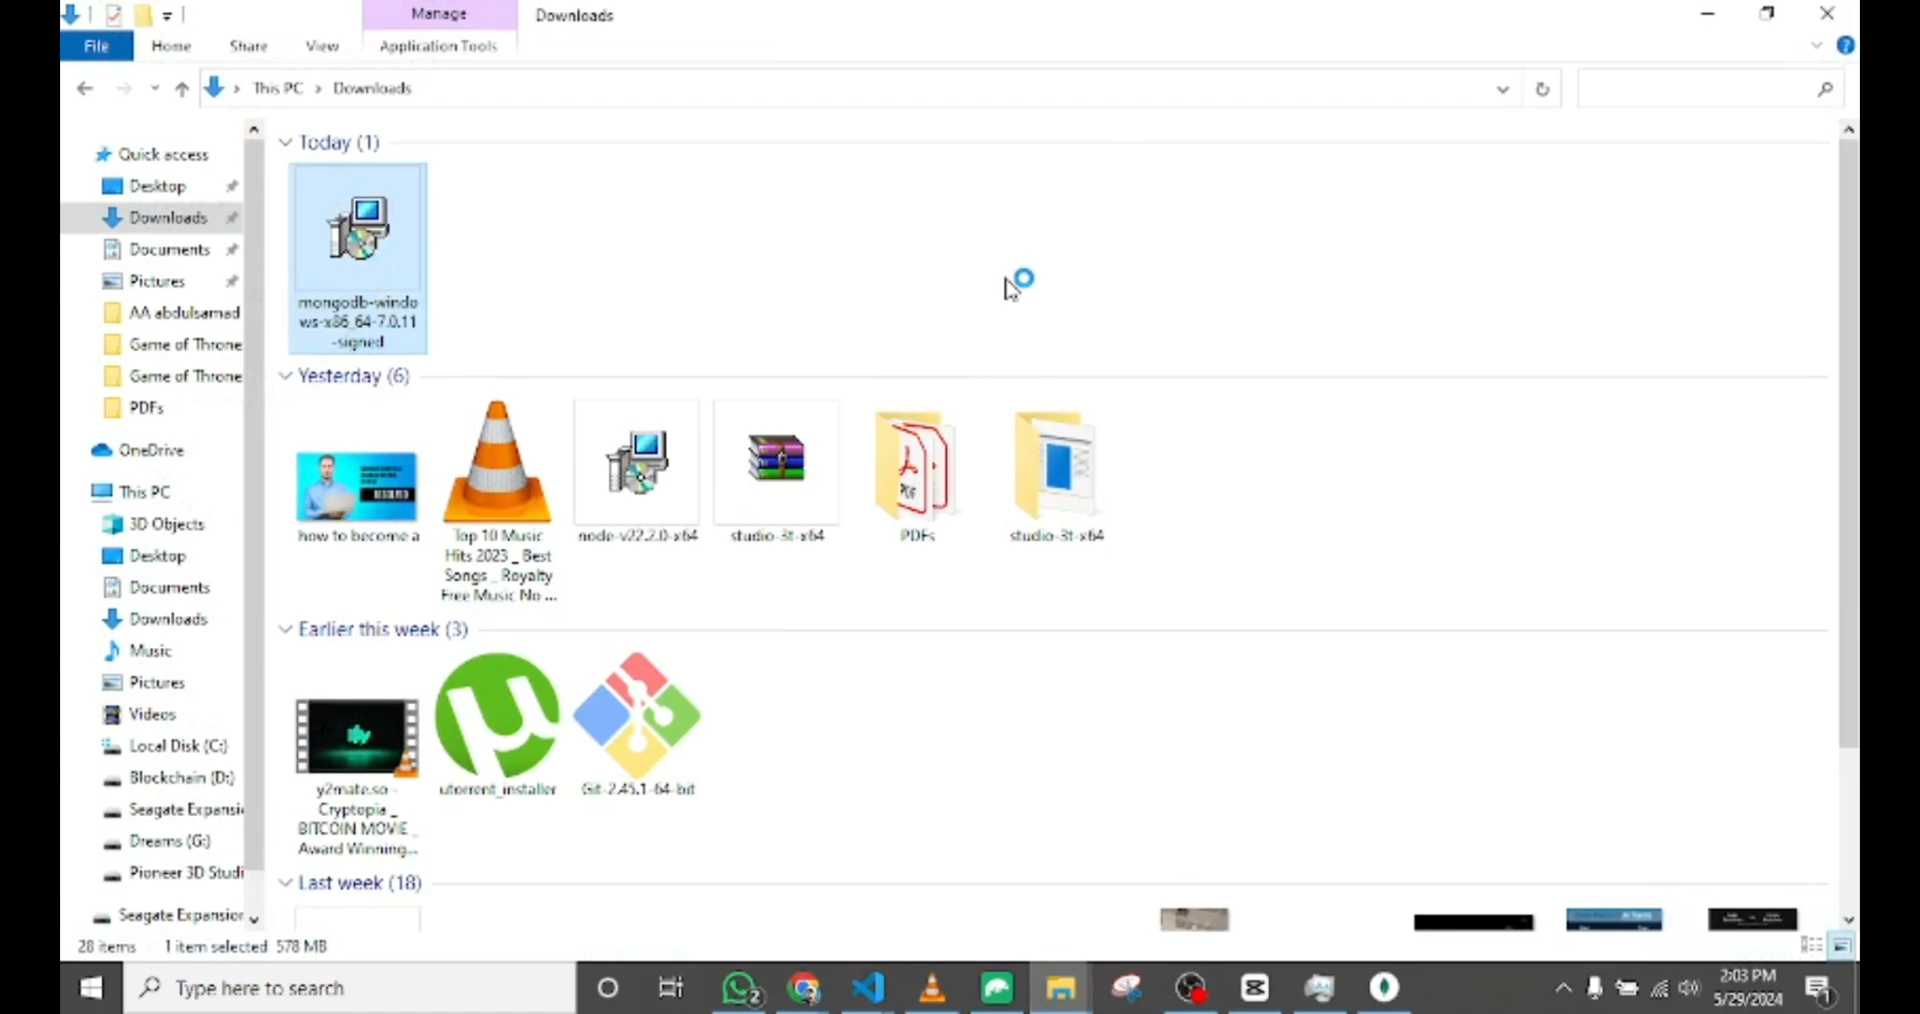 Manage
Downloads
File
Home
Share
View
Application Tools
This PC
Downloads
Quick access
Desktop
Downloads
Documents
Pictures
AA abdulsamad
Game of Throne
Game of Throne
PDFs
OneDrive
This PC
3D Objects
Desktop
Documents
Downloads
Music
Pictures
Videos
Local Disk (C:)
Blockchain (D:)
Seagate Expansi
Dreams (G:)
Pioneer 3D Studi
Seagate Expansion
Today (1)
mongodb-windo
ws-x86_64-7.0.11
-signed
Yesterday (6)
how to become a
Top 10 Music
Hits 2023 _ Best
Songs _ Royalty
Free Music No ...
node-v22.2.0-x64
studio-3t-x64
PDFs
studio-3t-x64
Earlier this week (3)
y2mate.so -
Cryptopia _
BITCOIN MOVIE _
Award Winning...
utorrent_installer
Git-2.45.1-64-bit
Last week (18)
28 items
1 item selected 578 MB
Type here to search
2
2:03 PM
5/29/2024
1